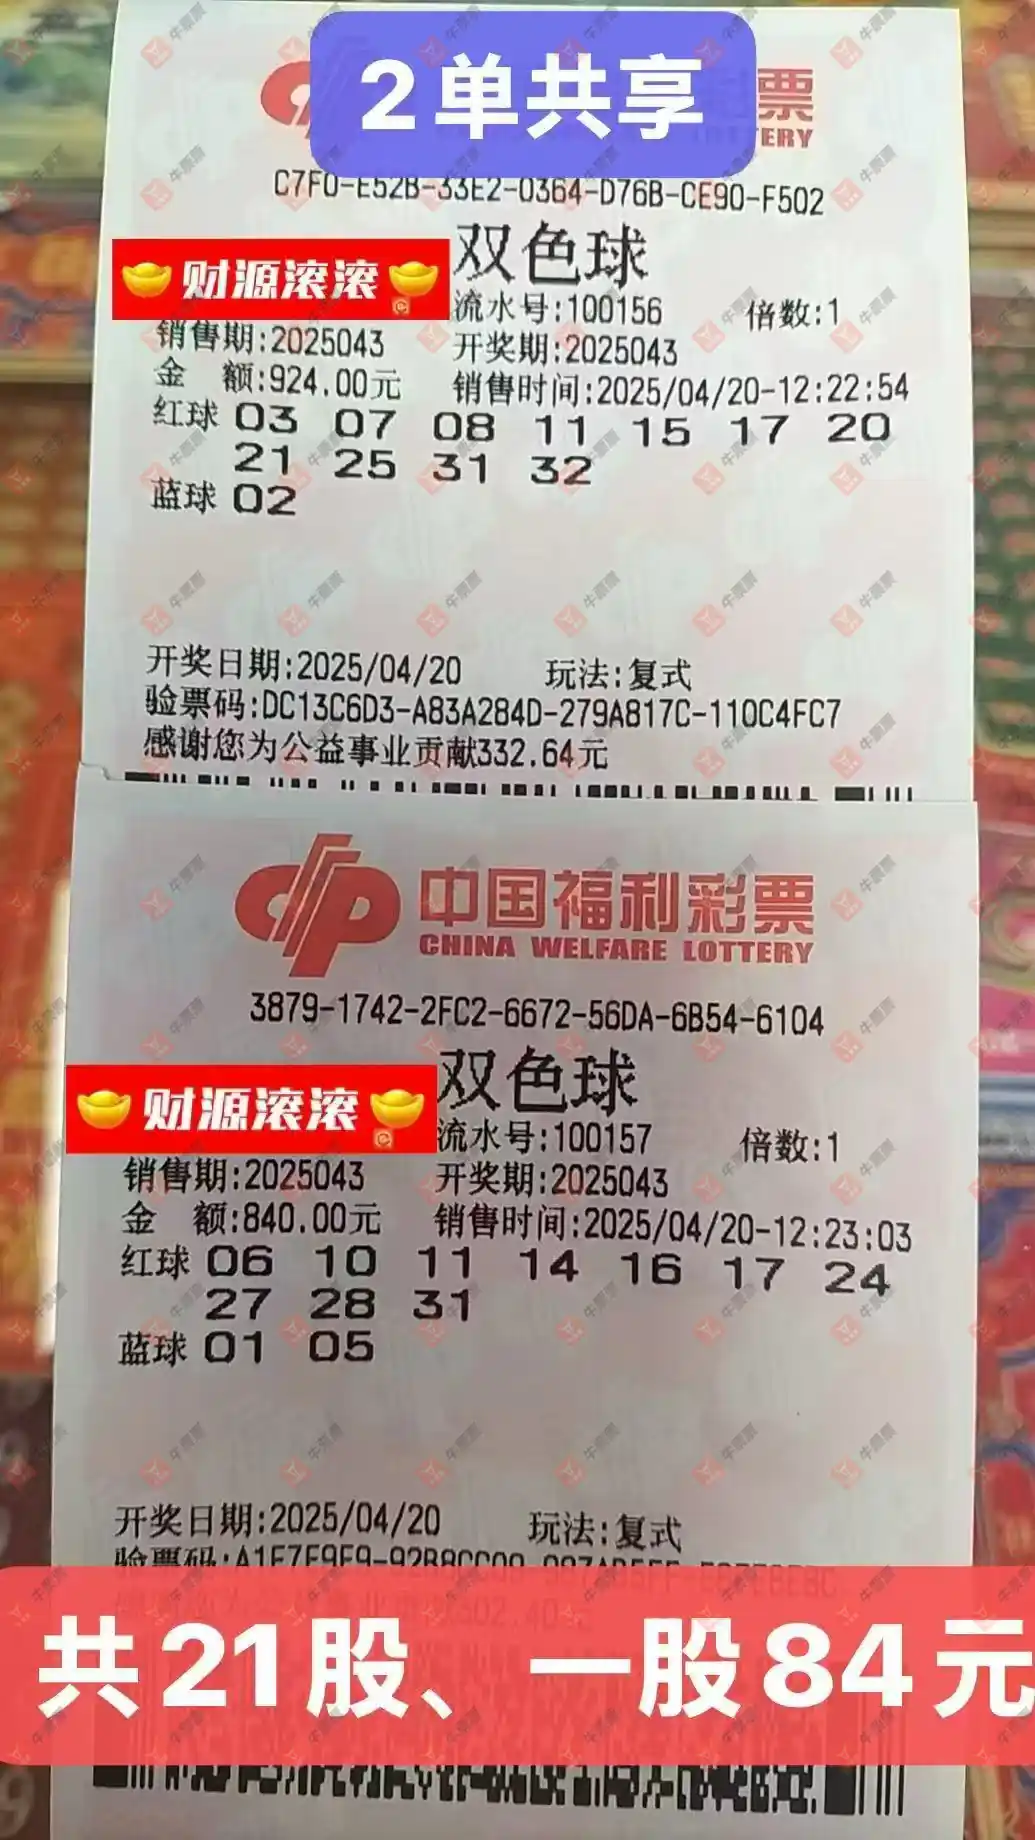 2单共享
票
TERY
C7F0-E52B-33E2-0364-D76B-CE90-F502
双色球
财源滚滚
流水号:100156 倍数:1
销售期:2025043 开奖期:2025043
金 额:924.00元 销售时间:2025/04/20-12:22:54
红球 03 07 08 11 15 17 20
21 25 31 32
蓝球 02
开奖日期:2025/04/20 玩法:复式
验票码:DC13C6D3-A83A284D-279A817C-110C4FC7
感谢您为公益事业贡献332.64元
中国福利彩票
CHINA WELFARE LOTTERY
3879-1742-2FC2-6672-56DA-6B54-6104
双色球
财源滚滚
流水号:100157 倍数:1
销售期:2025043 开奖期:2025043
金 额:840.00元 销售时间:2025/04/20-12:23:03
红球 06 10 11 14 16 17 24
27 28 31
蓝球 01 05
开奖日期:2025/04/20 玩法:复式
验票码:
共21股、一股84元
牛票票